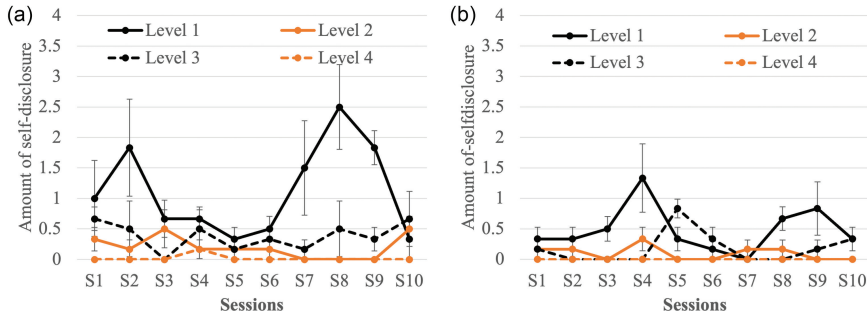 (a)
Amount of self-disclosure
4
3.5
3
2.5
2
1.5
1
0.5
0
Level 1
Level 2
Level 3
Level 4
S1 S2 S3 S4 S5 S6 S7 S8 S9 S10
Sessions
(b)
Amount of-selfdisclosure
4
3.5
3
2.5
2
1.5
1
0.5
0
Level 1
Level 2
Level 3
Level 4
S1 S2 S3 S4 S5 S6 S7 S8 S9 S10
Sessions